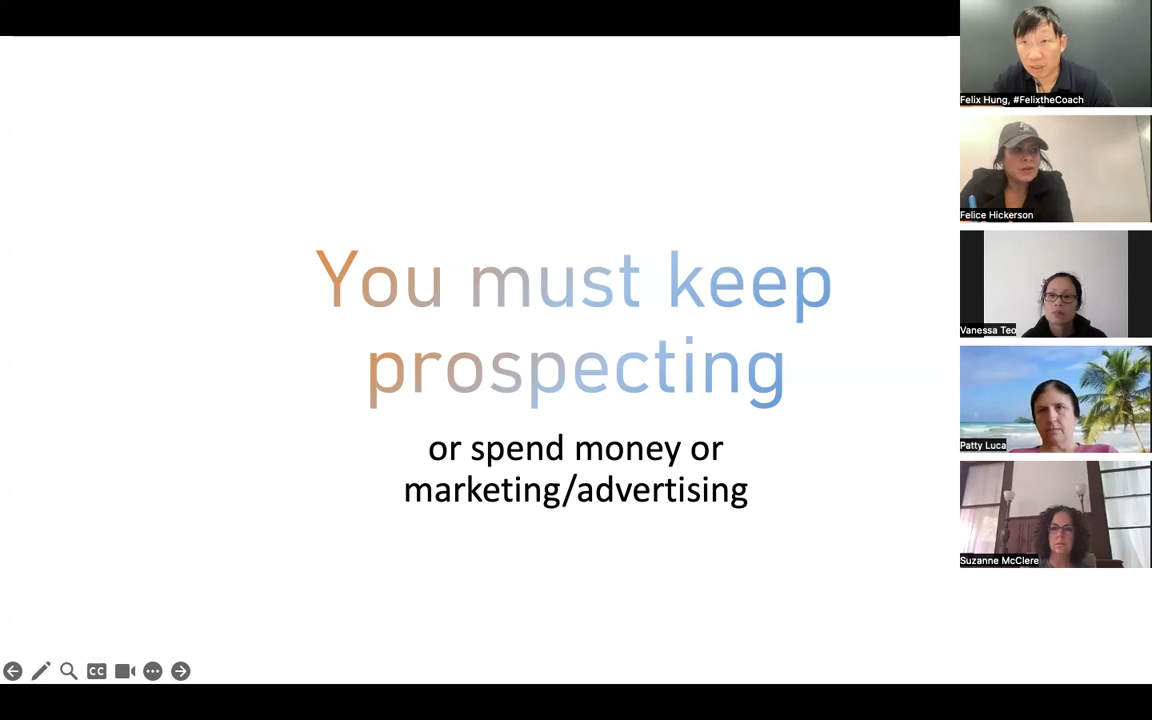 You must keep
prospecting
or spend money or
marketing/advertising
CC
Felix Hung, #FelixtheCoach
Felice Hickerson
Vanessa Teo
Patty Luca
Suzanne McClere